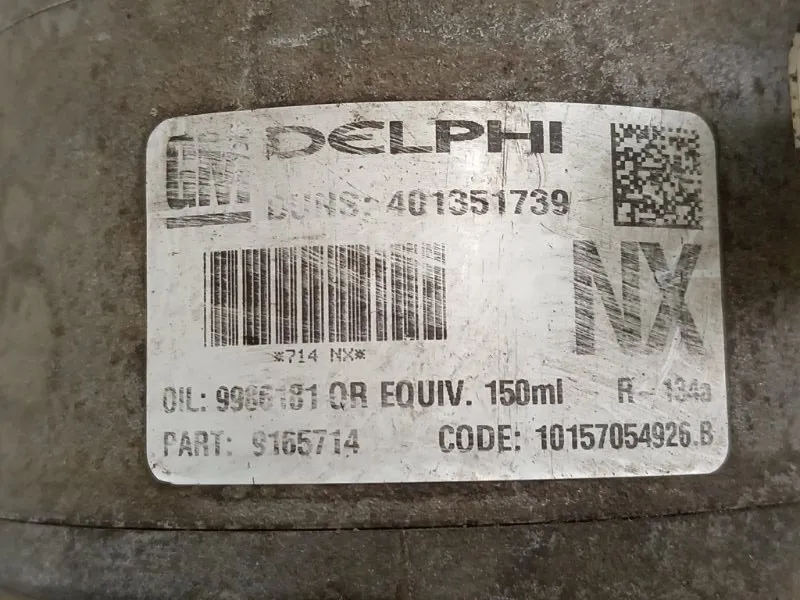 GM DELPHI
DUNS: 401351739
NX
*714 NX*
OIL: 9986181 OR EQUIV. 150ml R-134a
PART: 9165714 CODE: 10157054926.B